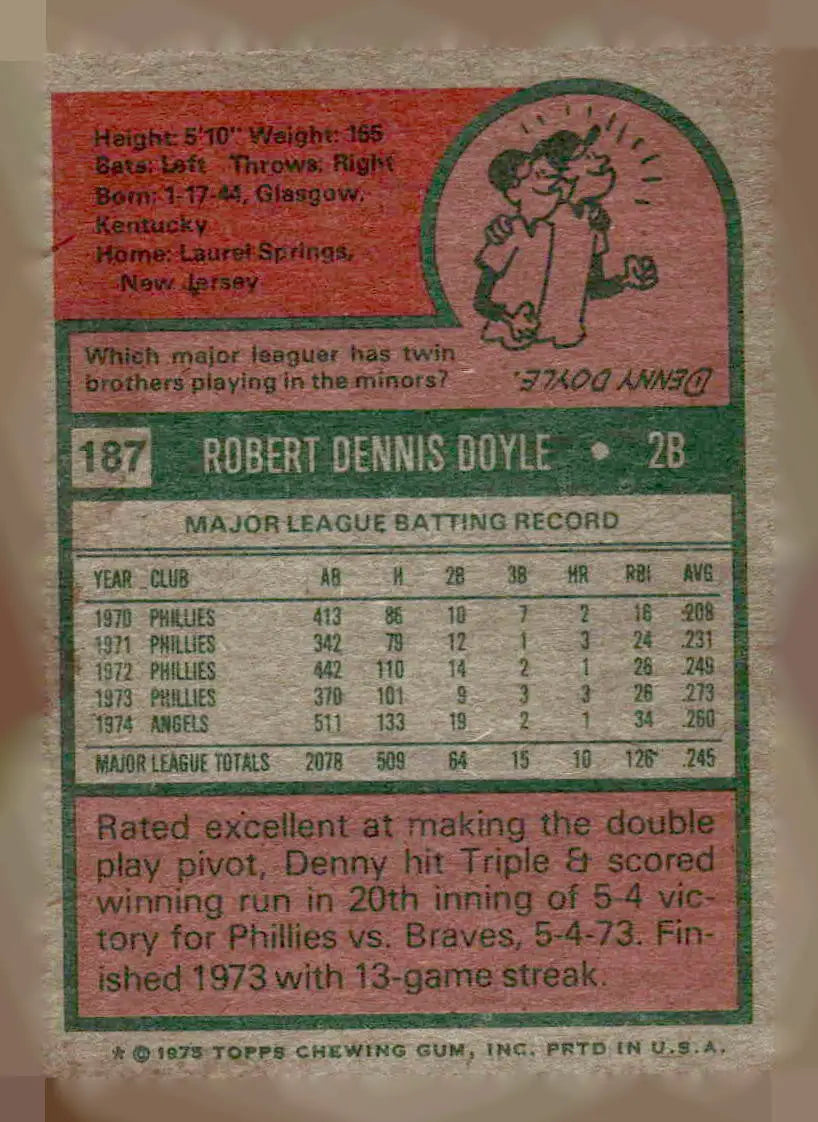 Height: 5'10" Weight: 165
Bats: Left Throws: Right
Born: 1-17-44, Glasgow,
Kentucky
Home: Laurel Springs,
New Jersey
Which major leaguer has twin
brothers playing in the minors?
DENNY DOYLE.
187 ROBERT DENNIS DOYLE • 2B
MAJOR LEAGUE BATTING RECORD
YEAR CLUB AB H 2B 3B HR RBI AVG
1970 PHILLIES 413 86 10 7 2 16 .208
1971 PHILLIES 342 79 12 1 3 24 .231
1972 PHILLIES 442 110 14 2 1 26 .249
1973 PHILLIES 370 101 9 3 3 26 .273
1974 ANGELS 511 133 19 2 1 34 .260
MAJOR LEAGUE TOTALS 2078 509 64 15 10 126 .245
Rated excellent at making the double
play pivot, Denny hit Triple & scored
winning run in 20th inning of 5-4 vic-
tory for Phillies vs. Braves, 5-4-73. Fin-
ished 1973 with 13-game streak.
* © 1975 TOPPS CHEWING GUM, INC. PRTD IN U.S.A.